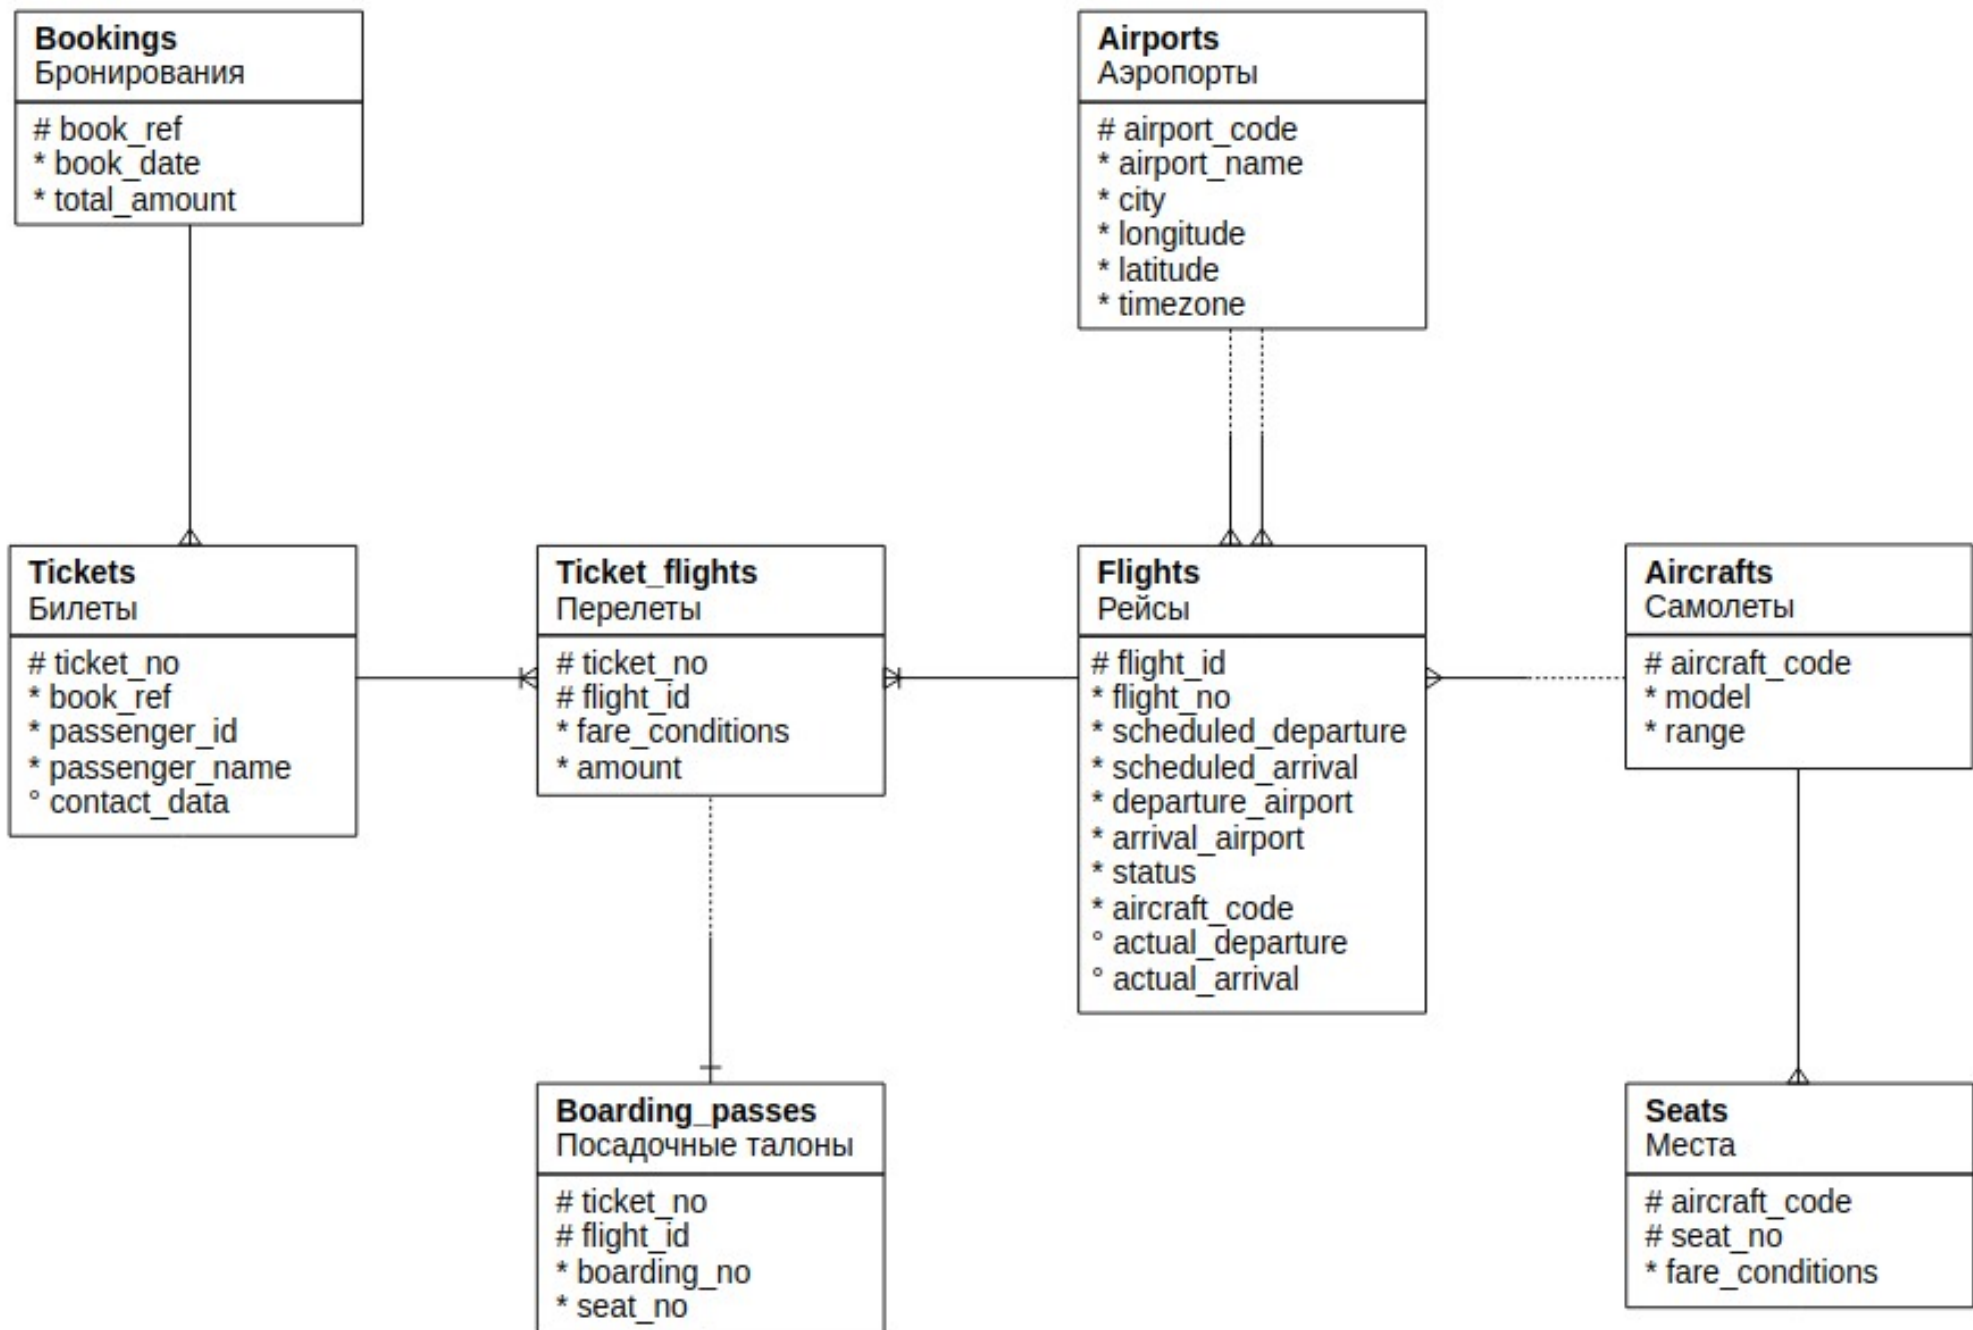 Bookings
Бронирования
# book_ref
* book_date
* total_amount
Airports
Аэропорты
# airport_code
* airport_name
* city
* longitude
* latitude
* timezone
Tickets
Билеты
# ticket_no
* book_ref
* passenger_id
* passenger_name
° contact_data
Ticket_flights
Перелеты
# ticket_no
# flight_id
* fare_conditions
* amount
Flights
Рейсы
# flight_id
* flight_no
* scheduled_departure
* scheduled_arrival
* departure_airport
* arrival_airport
* status
* aircraft_code
° actual_departure
° actual_arrival
Aircrafts
Самолеты
# aircraft_code
* model
* range
Boarding_passes
Посадочные талоны
# ticket_no
# flight_id
* boarding_no
* seat_no
Seats
Места
# aircraft_code
# seat_no
* fare_conditions